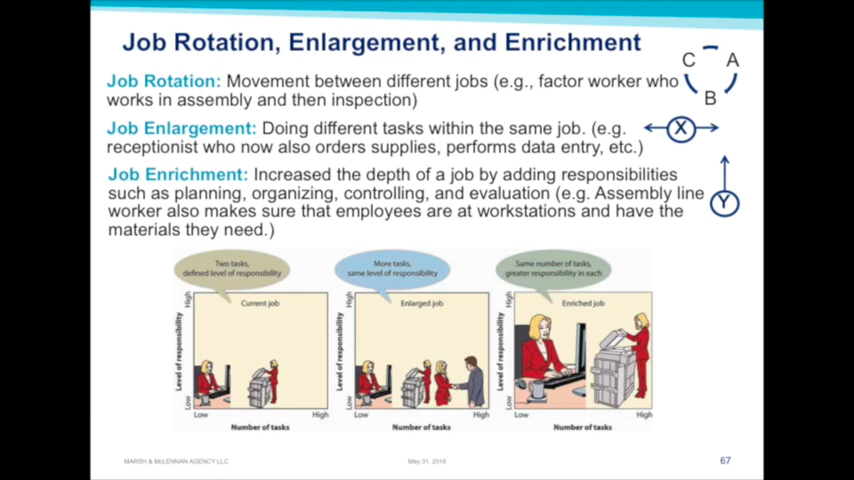 Job Rotation, Enlargement, and Enrichment
C A
B
Job Rotation: Movement between different jobs (e.g., factor worker who
works in assembly and then inspection)
Job Enlargement: Doing different tasks within the same job. (e.g.
receptionist who now also orders supplies, performs data entry, etc.)
X
Job Enrichment: Increased the depth of a job by adding responsibilities
such as planning, organizing, controlling, and evaluation (e.g. Assembly line
worker also makes sure that employees are at workstations and have the
materials they need.)
Y
Two tasks,
defined level of responsibility
Current job
High
Level of responsibility
Low
Low High
Number of tasks
More tasks,
same level of responsibility
Enlarged job
High
Level of responsibility
Low
Low High
Number of tasks
Same number of tasks,
greater responsibility in each
Enriched job
High
Level of responsibility
Low
Low High
Number of tasks
MARSH & McLENNAN AGENCY LLC
May 31, 2016
67